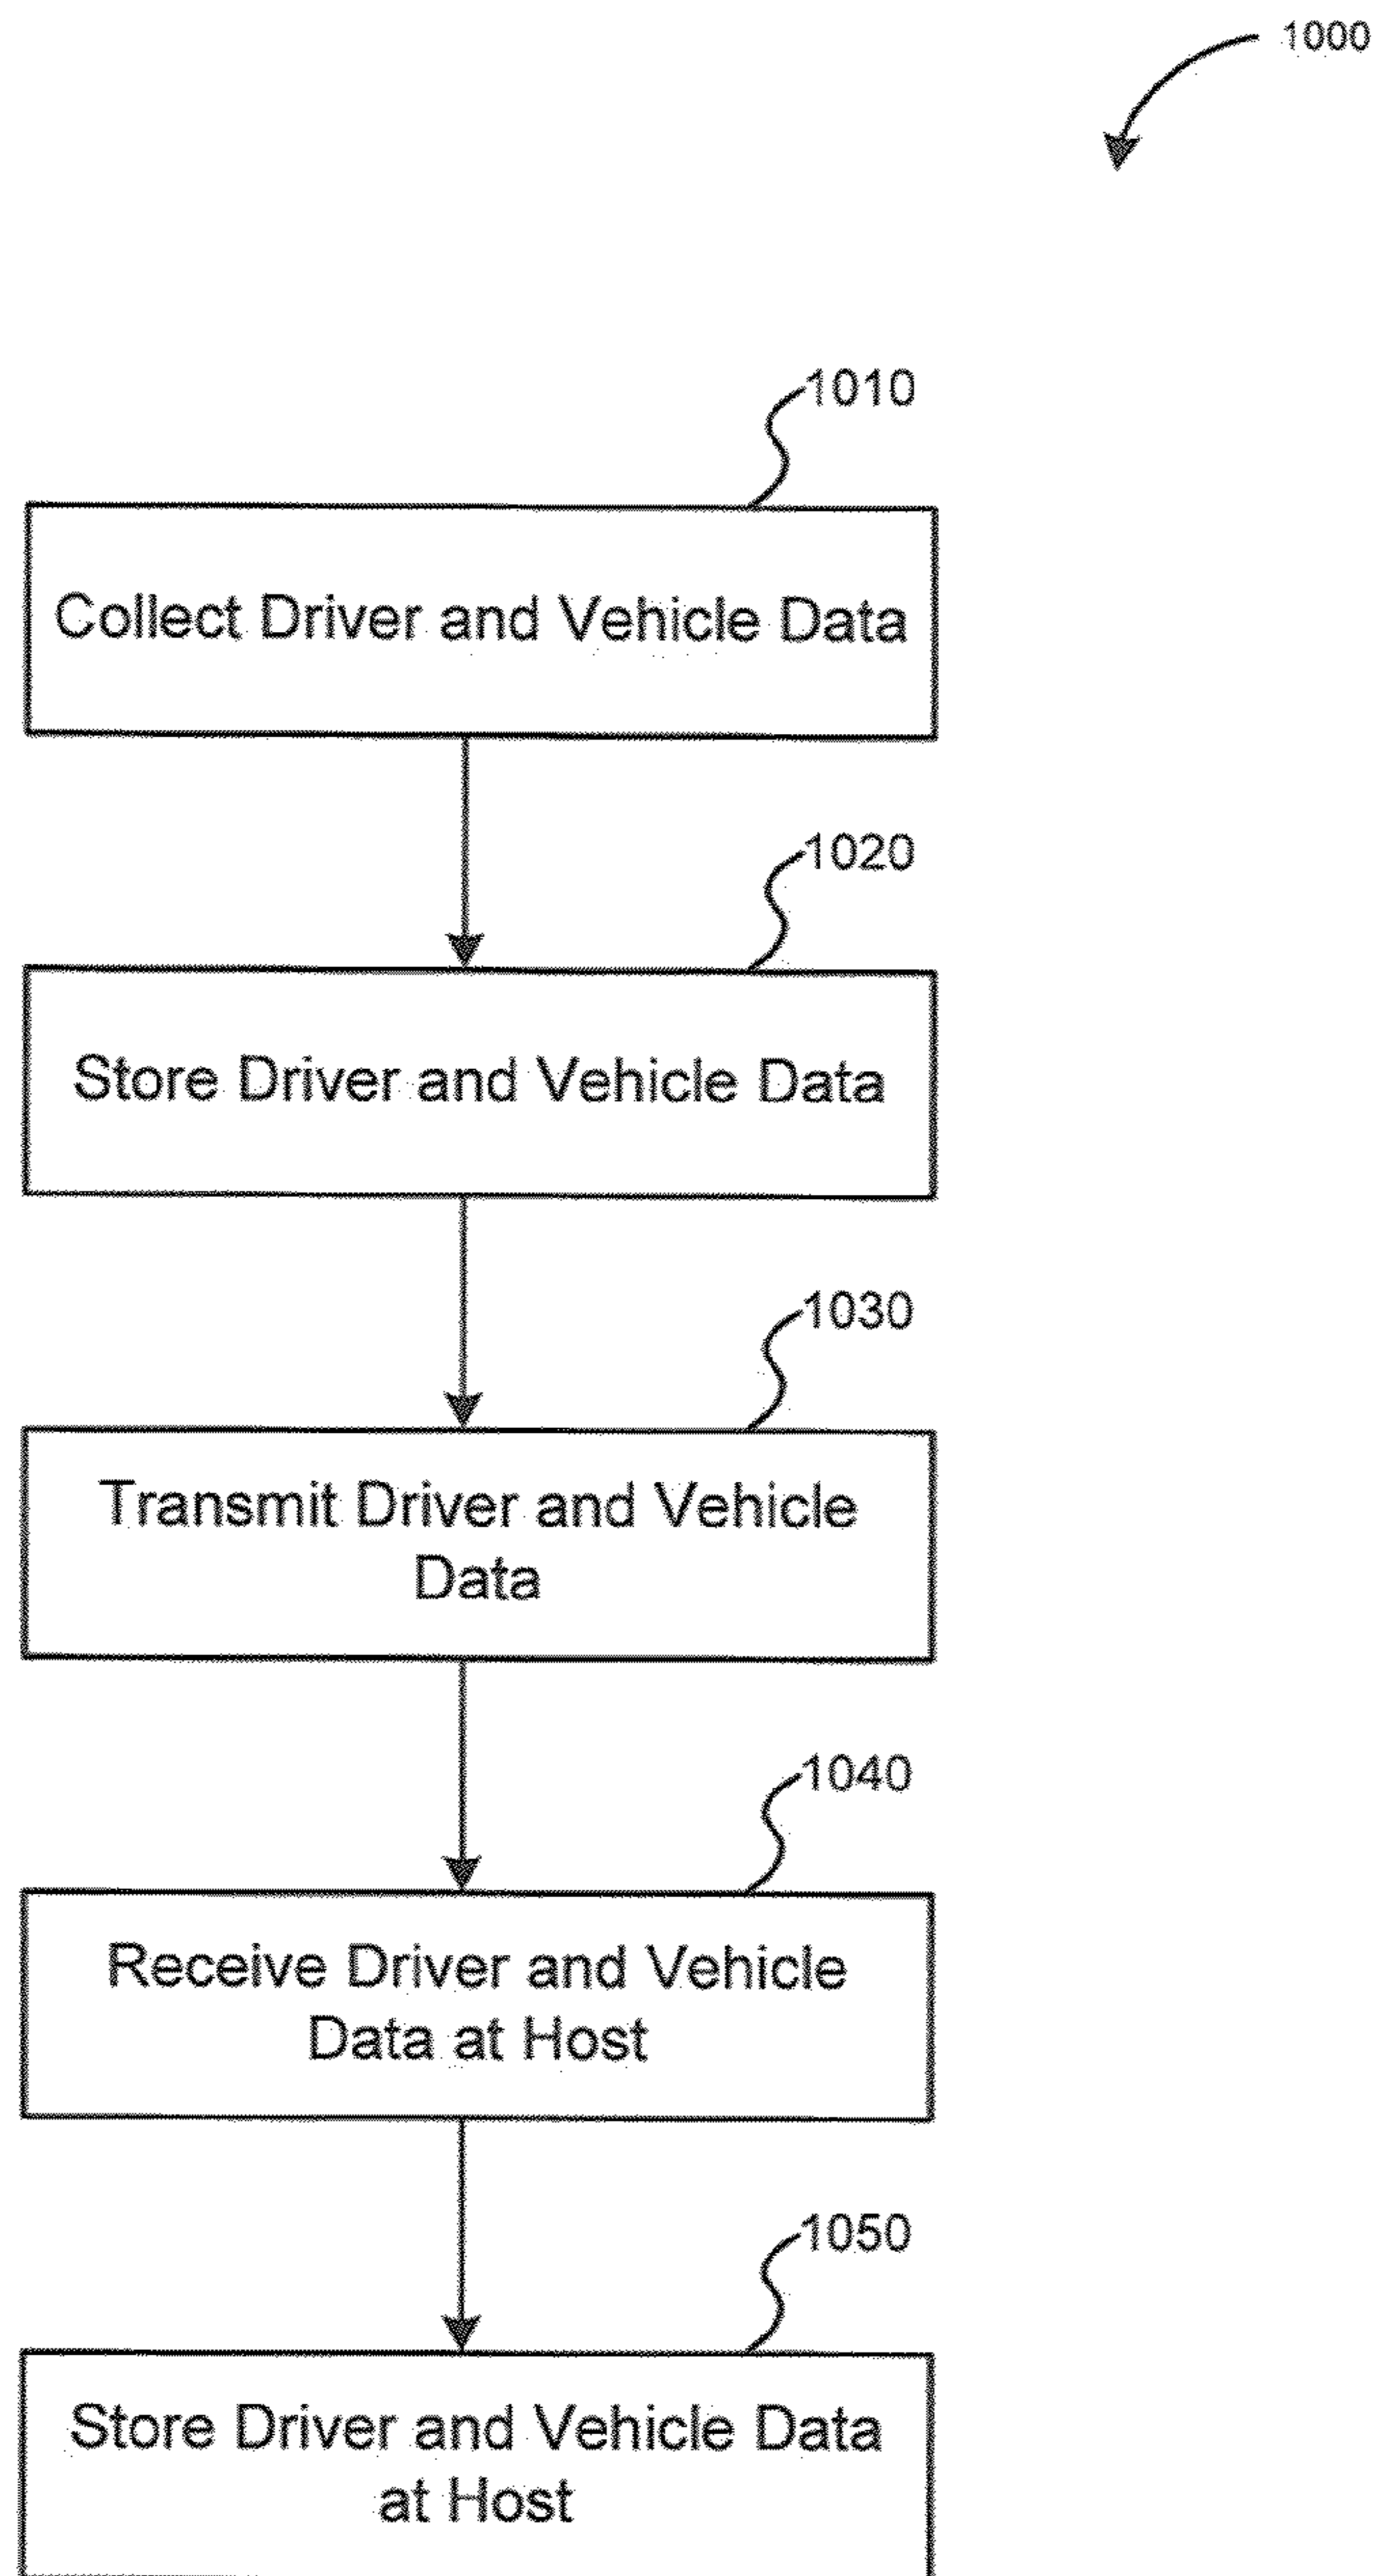 1000
1010
Collect Driver and Vehicle Data
1020
Store Driver and Vehicle Data
1030
Transmit Driver and Vehicle
Data
1040
Receive Driver and Vehicle
Data at Host
1050
Store Driver and Vehicle Data
at Host